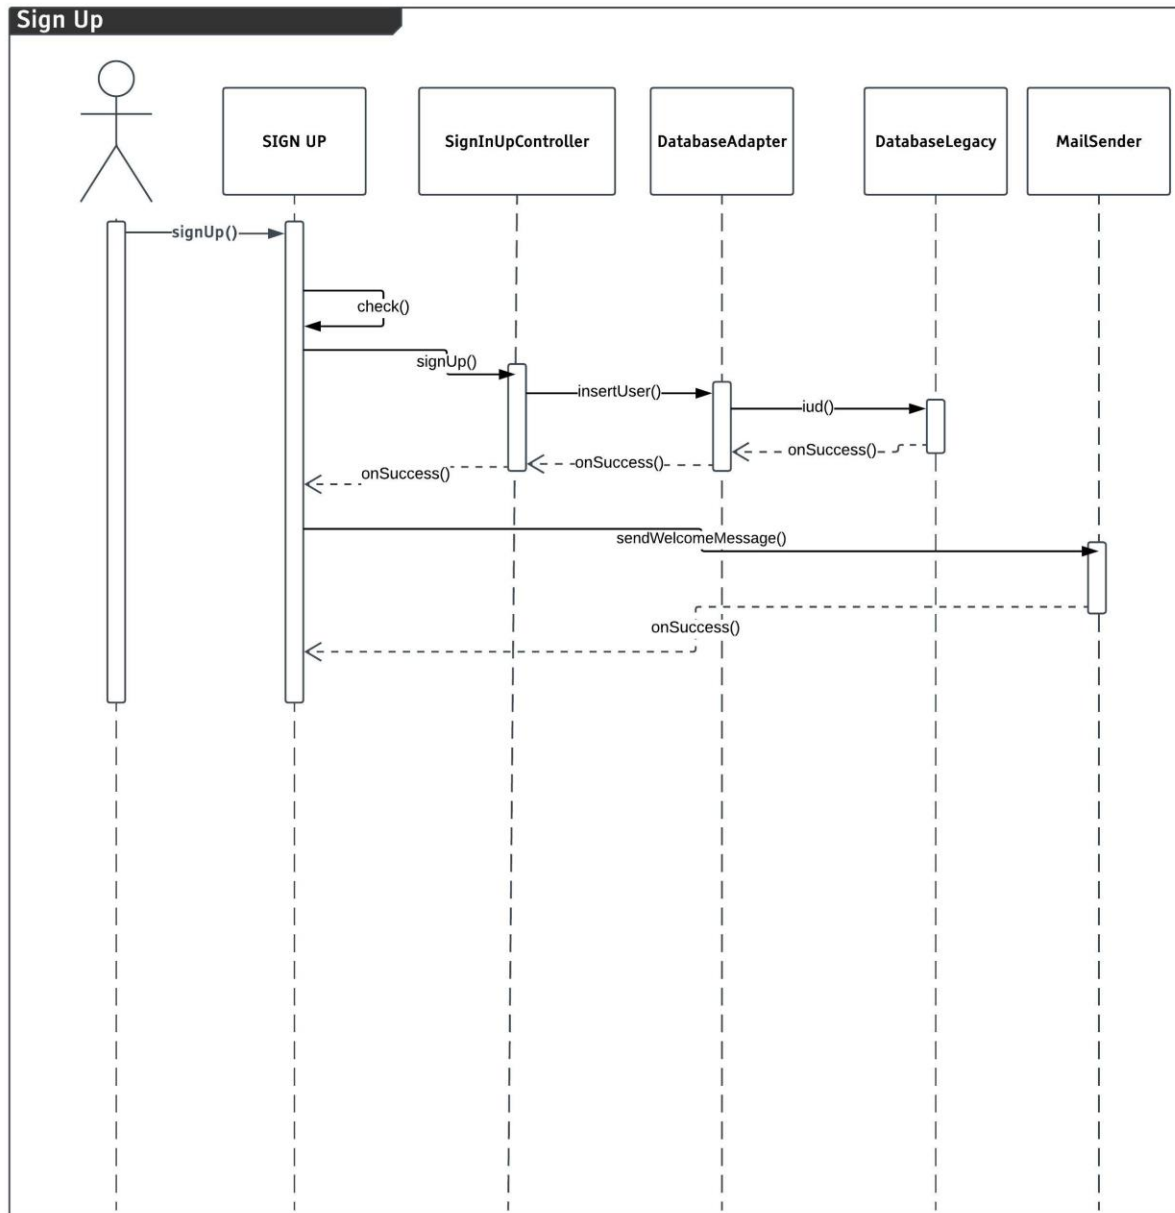 Sign Up
SIGN UP
SignInUpController
DatabaseAdapter
DatabaseLegacy
MailSender
signUp()
check()
signUp()
insertUser()
iud()
onSuccess()
onSuccess()
onSuccess()
sendWelcomeMessage()
onSuccess()